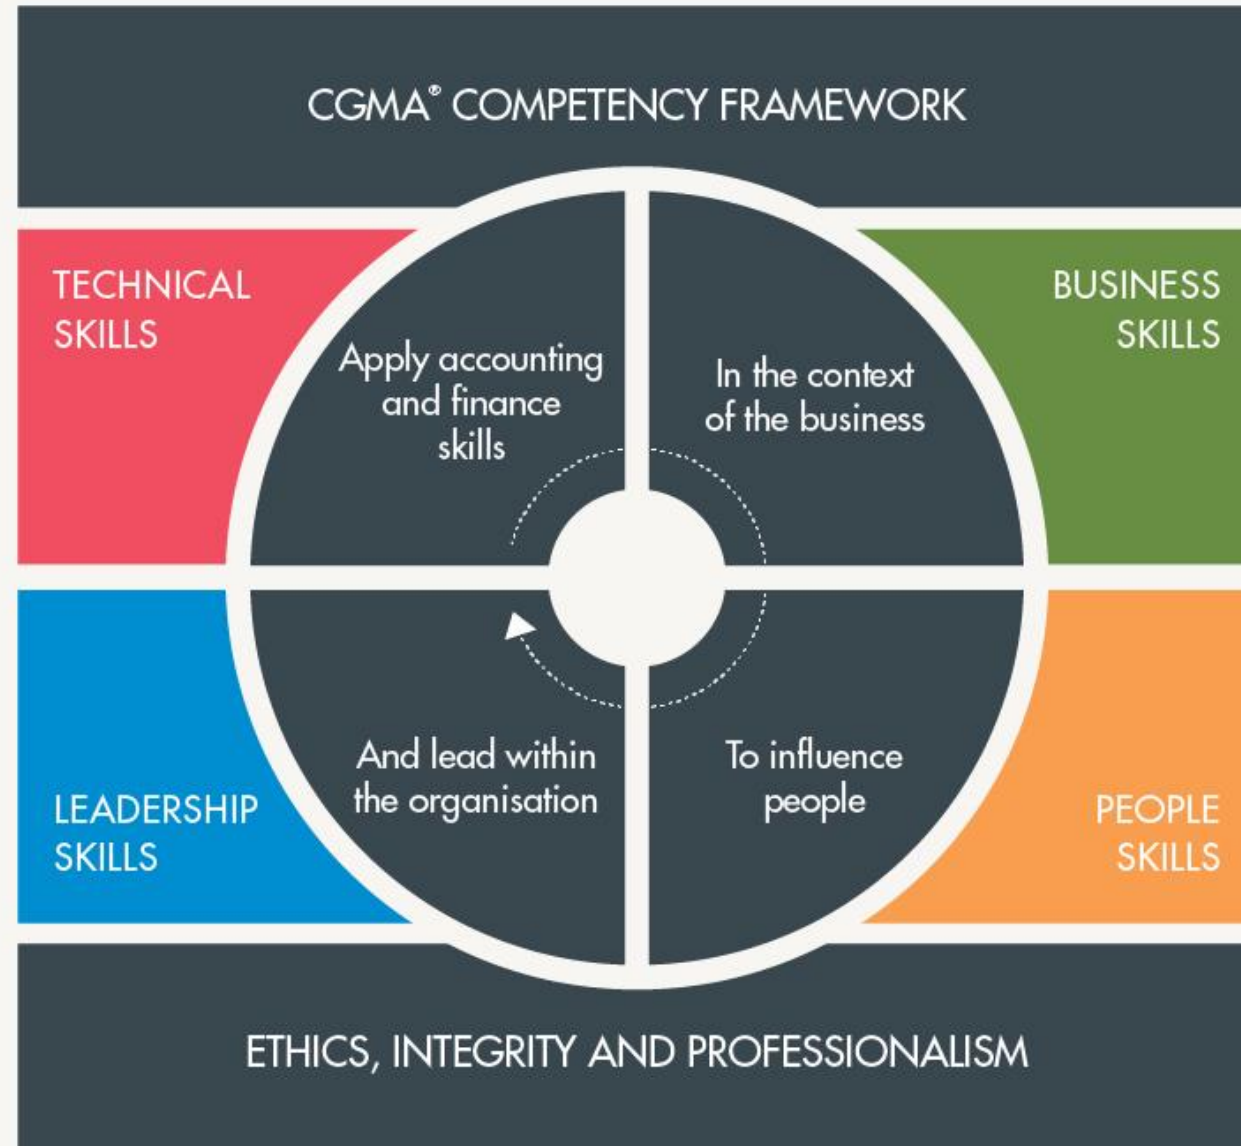 CGMA® COMPETENCY FRAMEWORK
TECHNICAL
SKILLS
BUSINESS
SKILLS
Apply accounting
and finance
skills
In the context
of the business
And lead within
the organisation
To influence
people
LEADERSHIP
SKILLS
PEOPLE
SKILLS
ETHICS, INTEGRITY AND PROFESSIONALISM